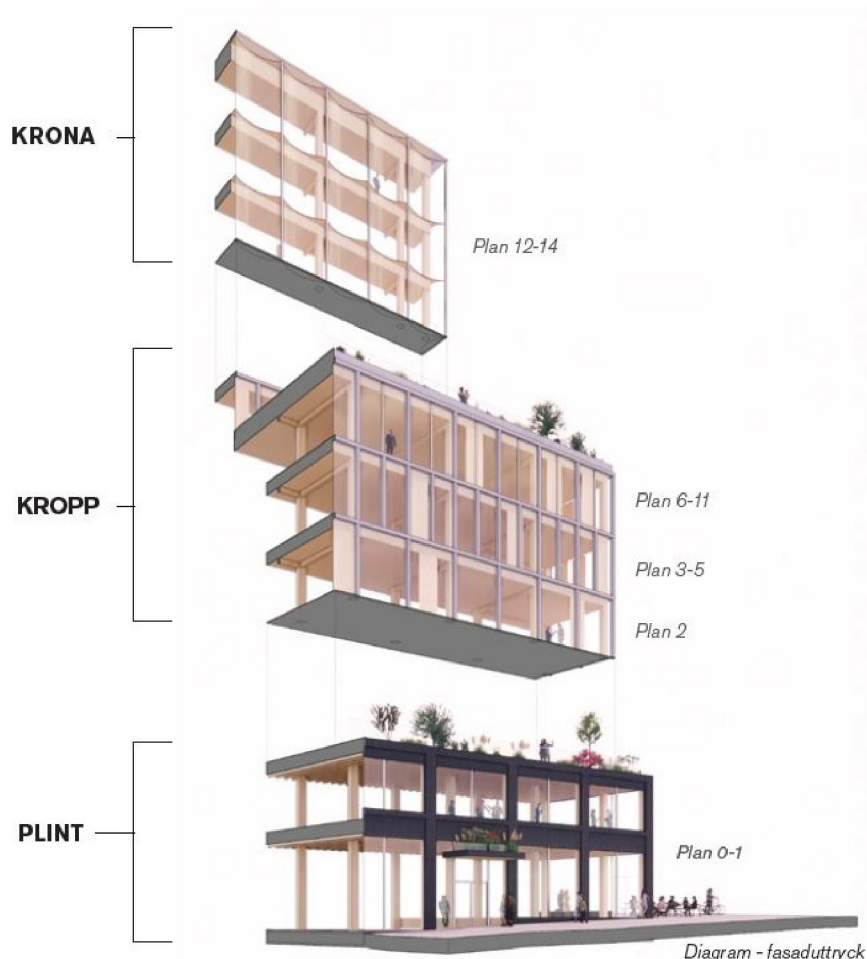 KRONA
Plan 12-14
KROPP
Plan 6-11
Plan 3-5
Plan 2
PLINT
Plan 0-1
Diagram - fasaduttryck